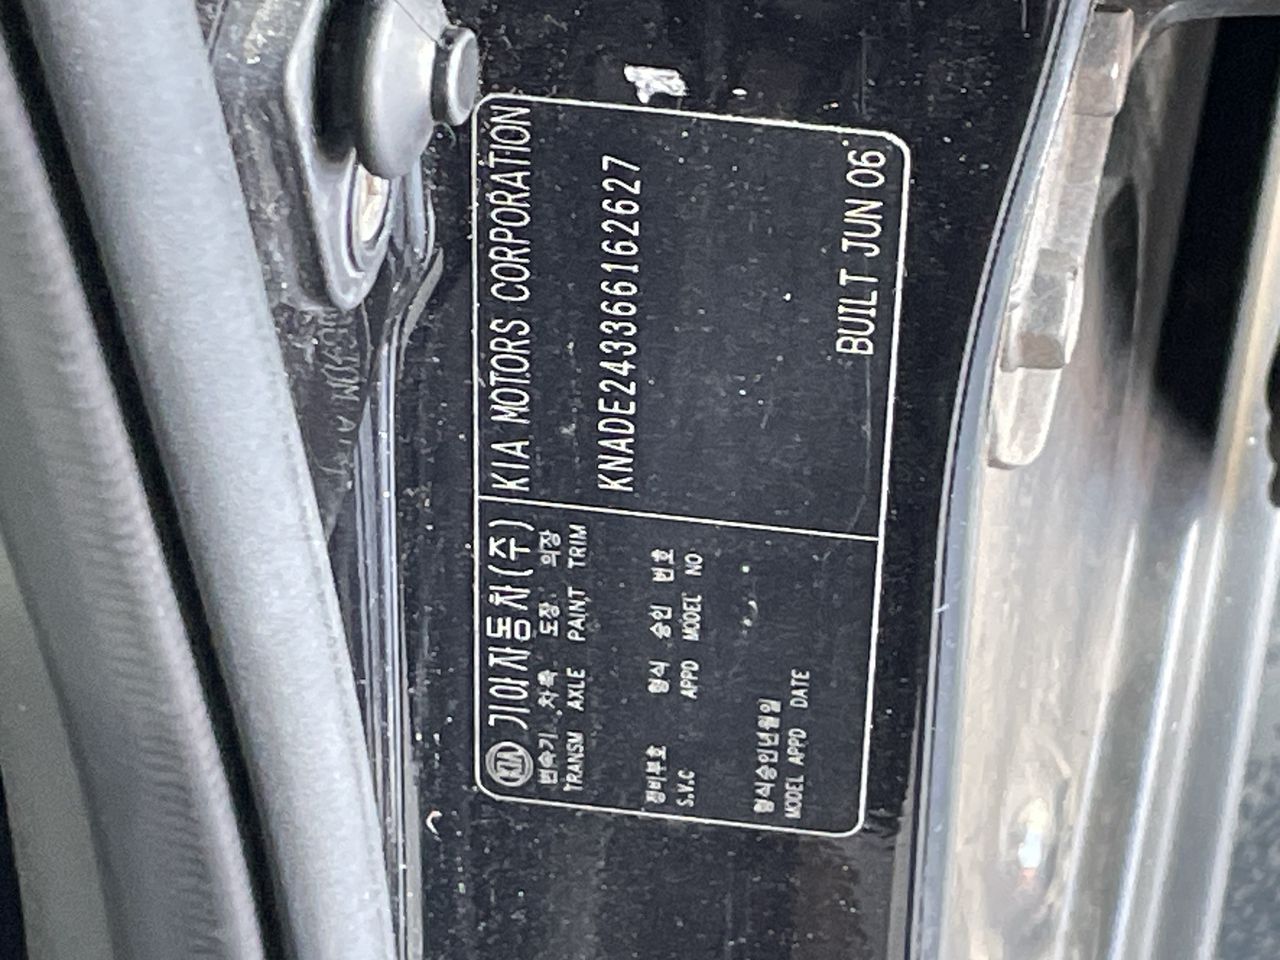 KIA 기아자동차(주) KIA MOTORS CORPORATION
변속기 차축 도장 의장
TRANSM AXLE PAINT TRIM
KNADE243366162627
정비부호 형식 승인 번호
S.V.C APPD MODEL NO
형식승인년월일
MODEL APPD DATE
BUILT JUN 06